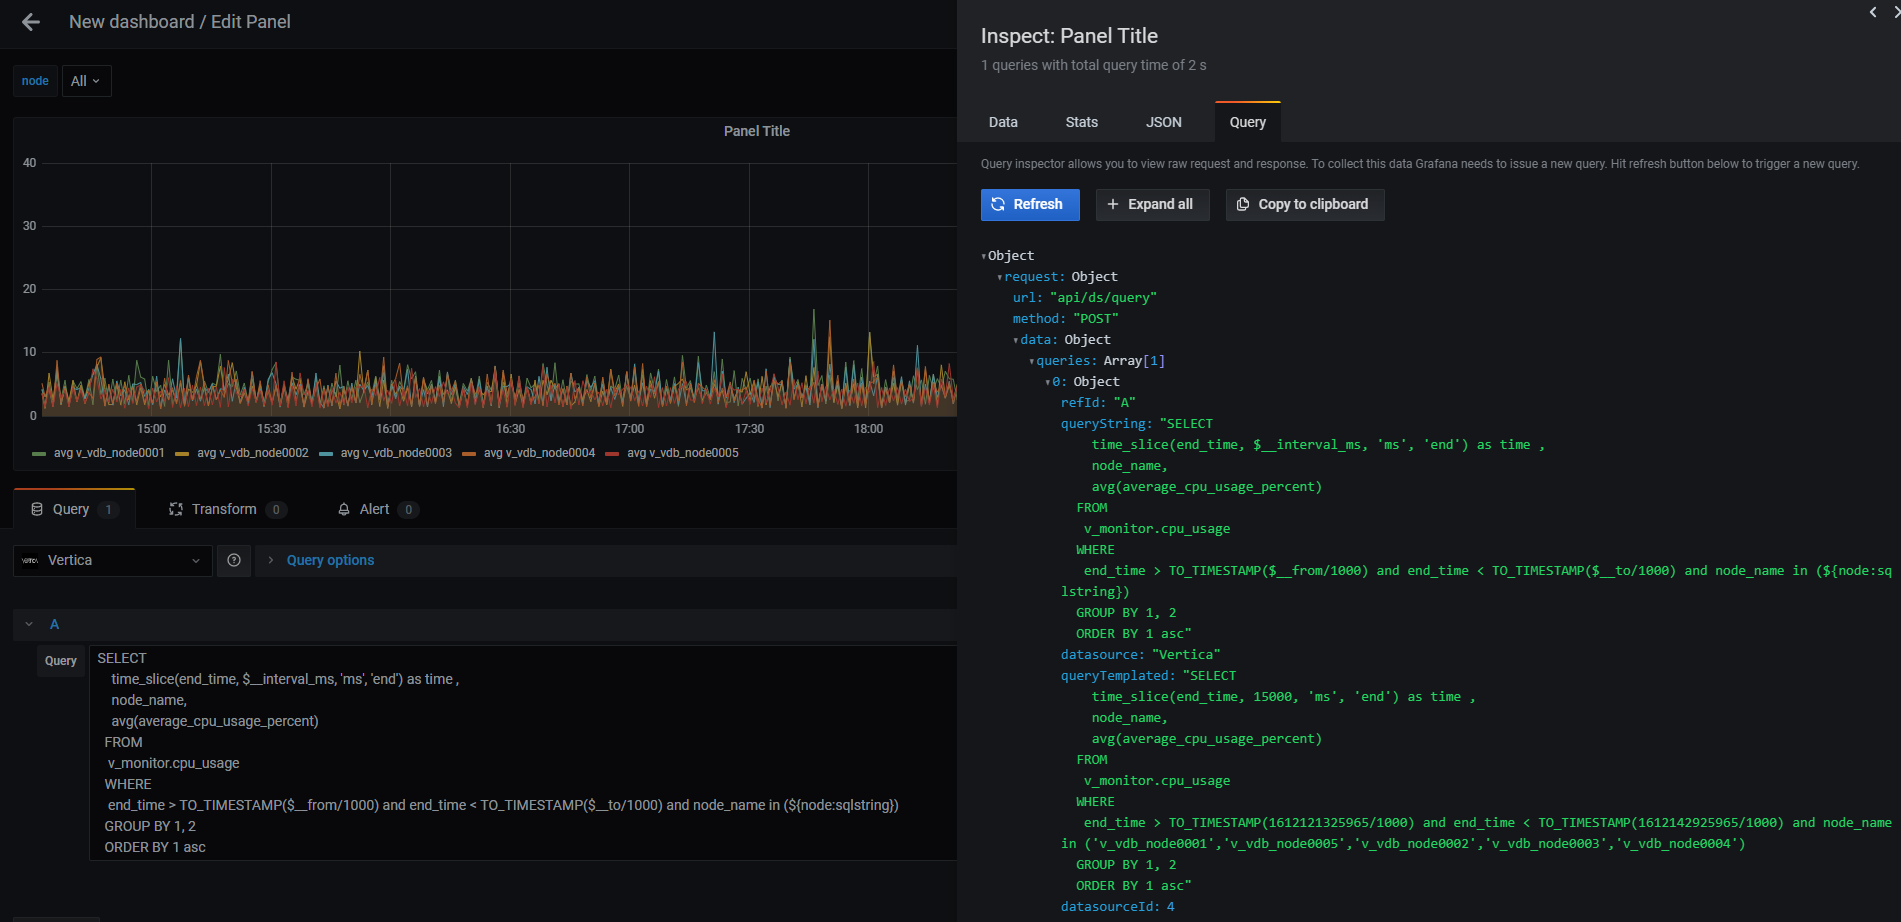 New dashboard / Edit Panel
node All
Panel Title
40
30
20
10
0
15:00 15:30 16:00 16:30 17:00 17:30 18:00
avg v_vdb_node0001 avg v_vdb_node0002 avg v_vdb_node0003 avg v_vdb_node0004 avg v_vdb_node0005
Query 1 Transform 0 Alert 0
Vertica Query options
A
Query
SELECT
time_slice(end_time, $__interval_ms, 'ms', 'end') as time ,
node_name,
avg(average_cpu_usage_percent)
FROM
v_monitor.cpu_usage
WHERE
end_time > TO_TIMESTAMP($__from/1000) and end_time < TO_TIMESTAMP($__to/1000) and node_name in (${node:sqlstring})
GROUP BY 1, 2
ORDER BY 1 asc
Inspect: Panel Title
1 queries with total query time of 2 s
Data Stats JSON Query
Query inspector allows you to view raw request and response. To collect this data Grafana needs to issue a new query. Hit refresh button below to trigger a new query.
Refresh + Expand all Copy to clipboard
Object
request: Object
url: "api/ds/query"
method: "POST"
data: Object
queries: Array[1]
0: Object
refId: "A"
queryString: "SELECT
time_slice(end_time, $__interval_ms, 'ms', 'end') as time ,
node_name,
avg(average_cpu_usage_percent)
FROM
v_monitor.cpu_usage
WHERE
end_time > TO_TIMESTAMP($__from/1000) and end_time < TO_TIMESTAMP($__to/1000) and node_name in (${node:sq
lstring})
GROUP BY 1, 2
ORDER BY 1 asc"
datasource: "Vertica"
queryTemplated: "SELECT
time_slice(end_time, 15000, 'ms', 'end') as time ,
node_name,
avg(average_cpu_usage_percent)
FROM
v_monitor.cpu_usage
WHERE
end_time > TO_TIMESTAMP(1612121325965/1000) and end_time < TO_TIMESTAMP(1612142925965/1000) and node_name
in ('v_vdb_node0001','v_vdb_node0005','v_vdb_node0002','v_vdb_node0003','v_vdb_node0004')
GROUP BY 1, 2
ORDER BY 1 asc"
datasourceId: 4